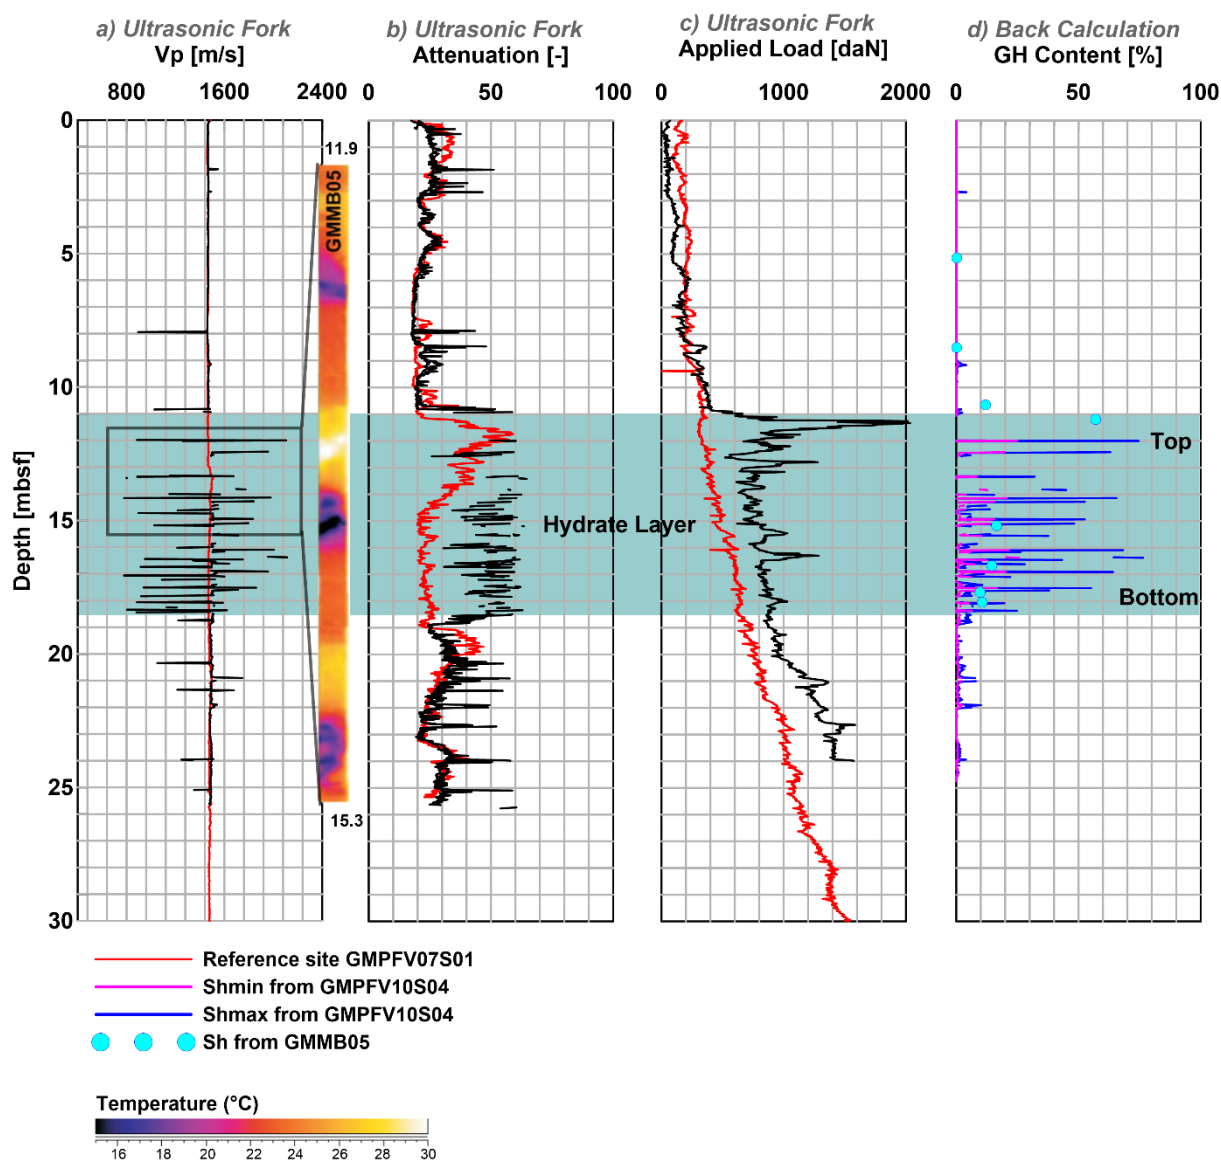 a) Ultrasonic Fork
Vp [m/s]
b) Ultrasonic Fork
Attenuation [-]
c) Ultrasonic Fork
Applied Load [daN]
d) Back Calculation
GH Content [%]
800 1600 2400
0 50 100
0 1000 2000
0 50 100
0
5
10
15
20
25
30
Depth [mbsf]
11.9
GMMB05
15.3
Hydrate Layer
Top
Bottom
Reference site GMPFV07S01
Shmin from GMPFV10S04
Shmax from GMPFV10S04
Sh from GMMB05
Temperature (°C)
16 18 20 22 24 26 28 30